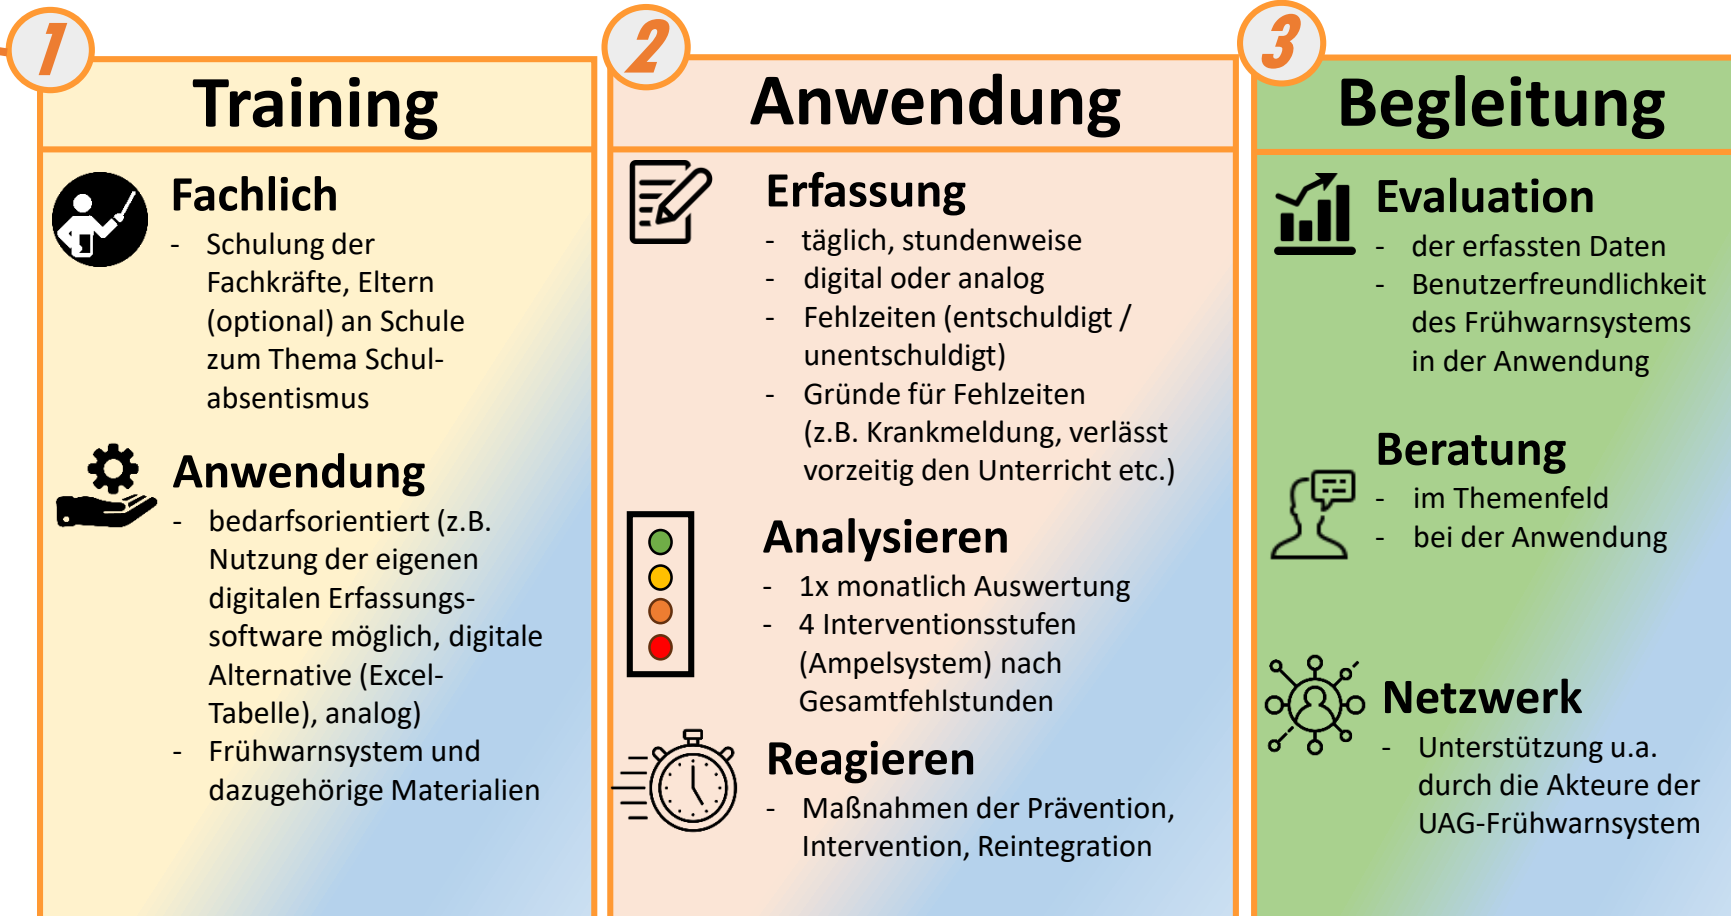 1
Training
Fachlich
- Schulung der
Fachkräfte, Eltern
(optional) an Schule
zum Thema Schul-
absentismus
Anwendung
- bedarfsorientiert (z.B.
Nutzung der eigenen
digitalen Erfassungs-
software möglich, digitale
Alternative (Excel-
Tabelle), analog)
- Frühwarnsystem und
dazugehörige Materialien
2
Anwendung
Erfassung
- täglich, stundenweise
- digital oder analog
- Fehlzeiten (entschuldigt /
unentschuldigt)
- Gründe für Fehlzeiten
(z.B. Krankmeldung, verlässt
vorzeitig den Unterricht etc.)
Analysieren
- 1x monatlich Auswertung
- 4 Interventionsstufen
(Ampelsystem) nach
Gesamtfehlstunden
Reagieren
- Maßnahmen der Prävention,
Intervention, Reintegration
3
Begleitung
Evaluation
- der erfassten Daten
- Benutzerfreundlichkeit
des Frühwarnsystems
in der Anwendung
Beratung
- im Themenfeld
- bei der Anwendung
Netzwerk
- Unterstützung u.a.
durch die Akteure der
UAG-Frühwarnsystem